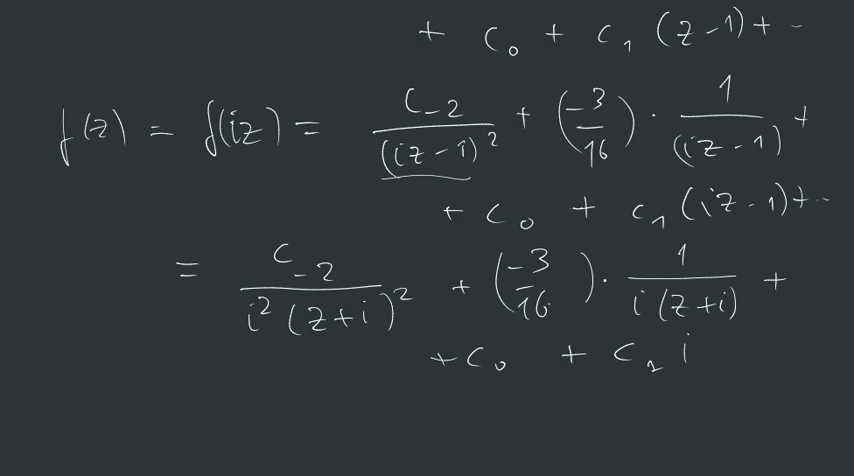 + c₀ + c₁ (z-1) + ..
f(z) = f(iz) = c₋₂/(iz-1)² + (-3/16) · 1/(iz-1) +
+ c₀ + c₁ (iz-1) + ..
= c₋₂/i²(z+i)² + (-3/16) · 1/i(z+i) +
+ c₀ + c₁ i